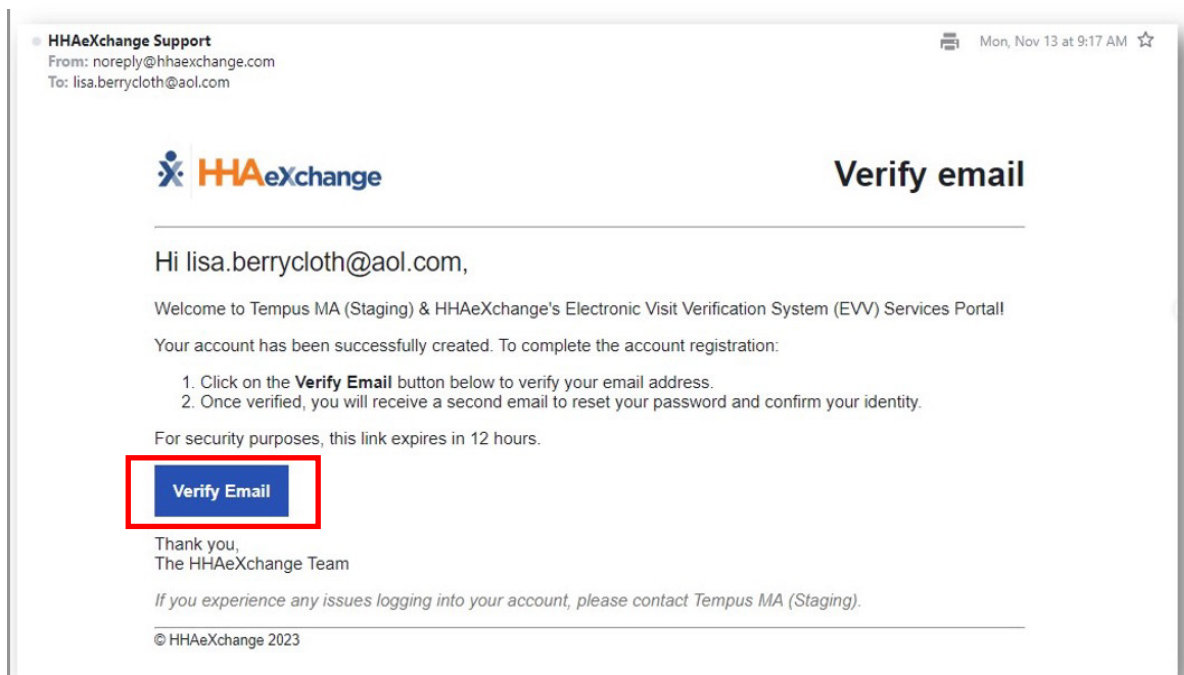 HHAeXchange Support
Mon, Nov 13 at 9:17 AM
From: noreply@hhaexchange.com
To: lisa.berrycloth@aol.com
HHAeXchange
Verify email
Hi lisa.berrycloth@aol.com,
Welcome to Tempus MA (Staging) & HHAeXchange's Electronic Visit Verification System (EVV) Services Portal!
Your account has been successfully created. To complete the account registration:
1. Click on the Verify Email button below to verify your email address.
2. Once verified, you will receive a second email to reset your password and confirm your identity.
For security purposes, this link expires in 12 hours.
Verify Email
Thank you,
The HHAeXchange Team
If you experience any issues logging into your account, please contact Tempus MA (Staging).
© HHAeXchange 2023